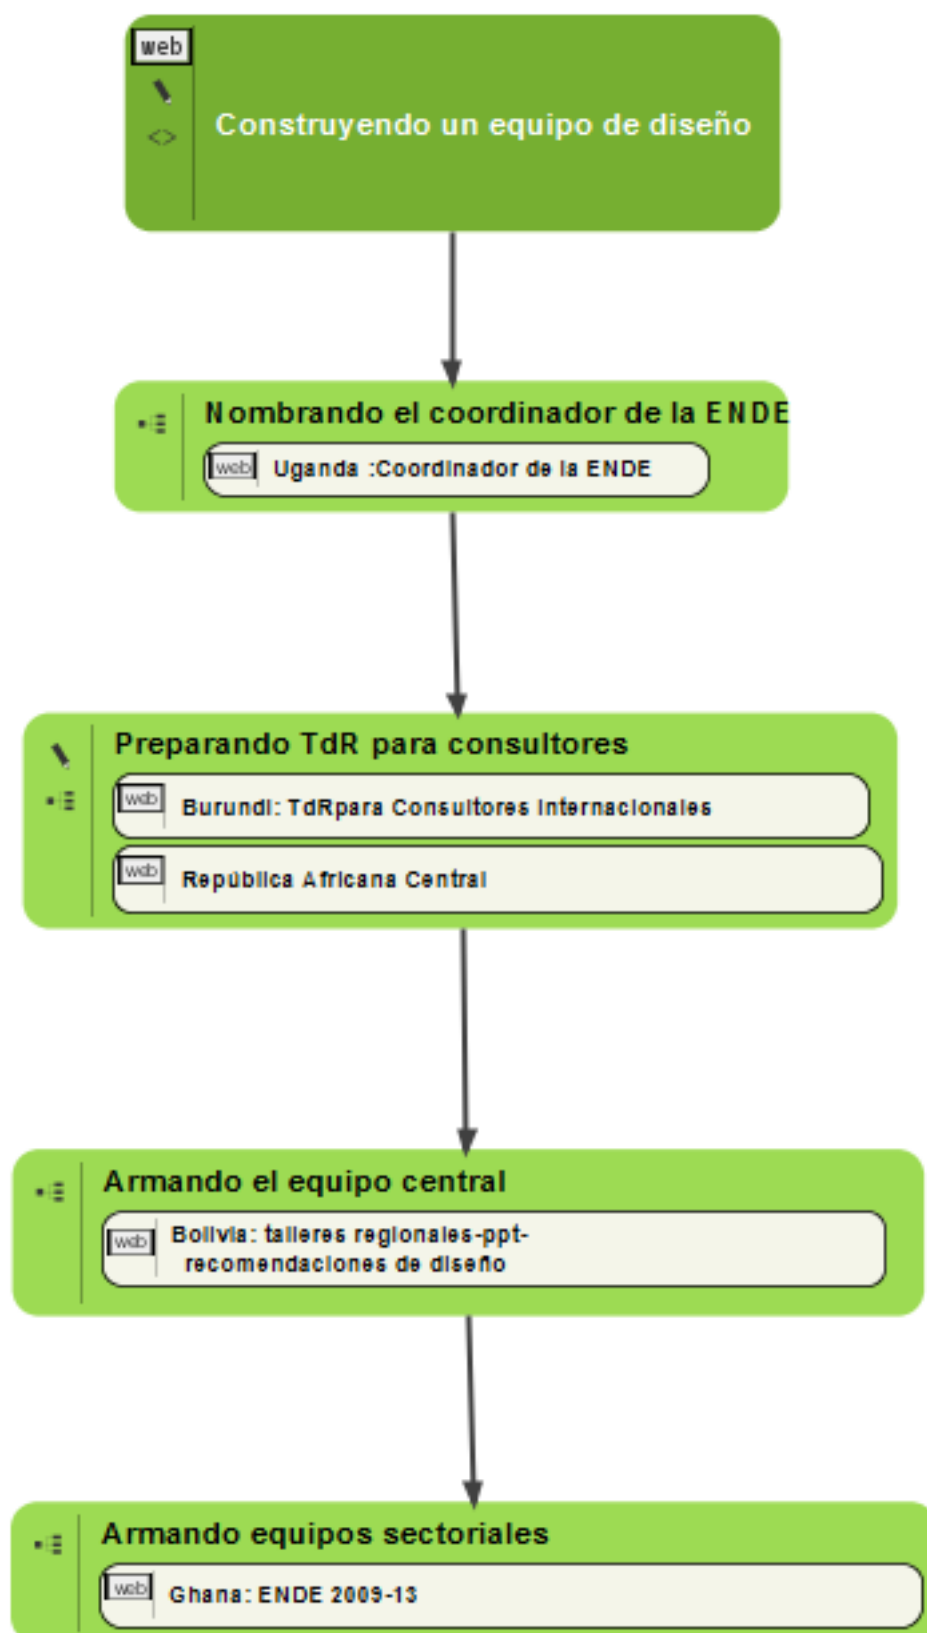 web
Construyendo un equipo de diseño
<>
Nombrando el coordinador de la ENDE
web Uganda :Coordinador de la ENDE
Preparando TdR para consultores
web Burundi: TdRpara Consultores Internacionales
web República Africana Central
Armando el equipo central
web Bolivia: talleres regionales-ppt-
recomendaciones de diseño
Armando equipos sectoriales
web Ghana: ENDE 2009-13